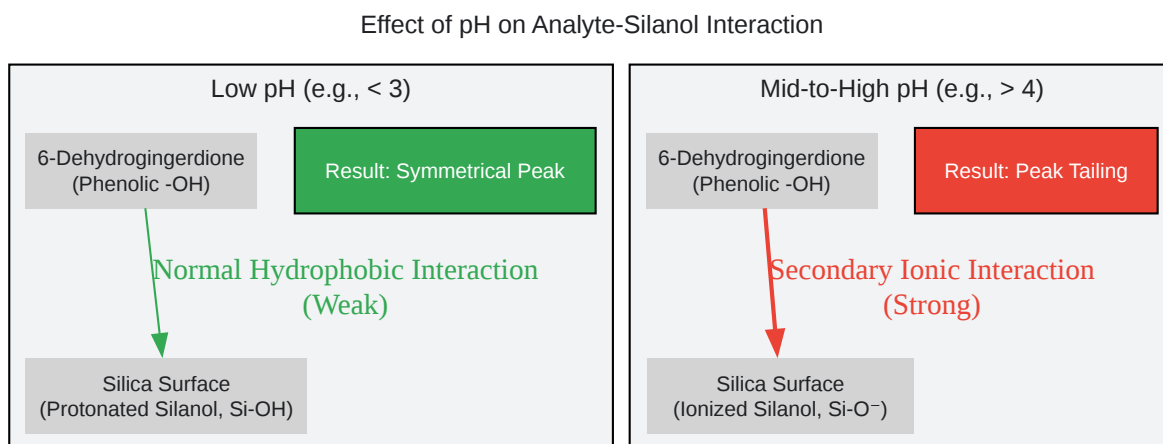 Effect of pH on Analyte-Silanol Interaction
Low pH (e.g., < 3)
6-Dehydrogingerdione
(Phenolic -OH)
Result: Symmetrical Peak
Normal Hydrophobic Interaction
(Weak)
Silica Surface
(Protonated Silanol, Si-OH)
Mid-to-High pH (e.g., > 4)
6-Dehydrogingerdione
(Phenolic -OH)
Result: Peak Tailing
Secondary Ionic Interaction
(Strong)
Silica Surface
(Ionized Silanol, Si-O⁻)